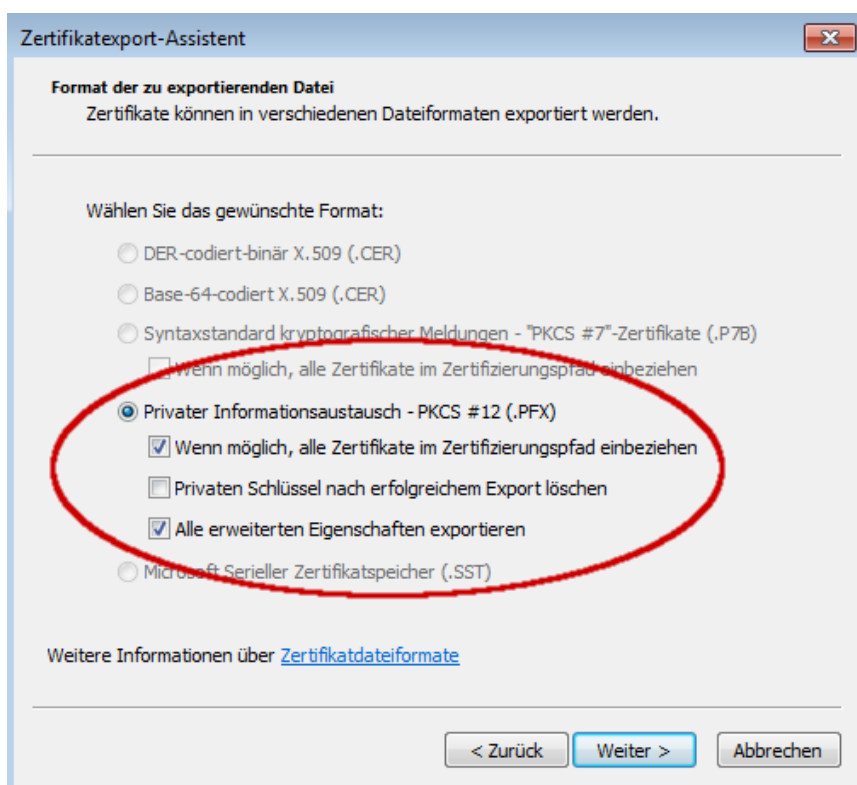 Zertifikatexport-Assistent
Format der zu exportierenden Datei
Zertifikate können in verschiedenen Dateiformaten exportiert werden.
Wählen Sie das gewünschte Format:
DER-codiert-binär X.509 (.CER)
Base-64-codiert X.509 (.CER)
Syntaxstandard kryptografischer Meldungen - "PKCS #7"-Zertifikate (.P7B)
Wenn möglich, alle Zertifikate im Zertifizierungspfad einbeziehen
Privater Informationsaustausch - PKCS #12 (.PFX)
Wenn möglich, alle Zertifikate im Zertifizierungspfad einbeziehen
Privaten Schlüssel nach erfolgreichem Export löschen
Alle erweiterten Eigenschaften exportieren
Microsoft Serieller Zertifikatspeicher (.SST)
Weitere Informationen über Zertifikatdateiformate
< Zurück Weiter > Abbrechen